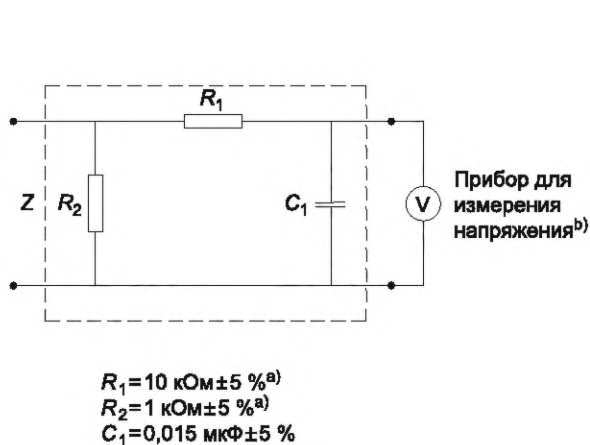 R₁
Z
R₂
C₁
V
Прибор для
измерения
напряжения b)
R₁=10 кОм±5 % a)
R₂=1 кОм±5 % a)
C₁=0,015 мкФ±5 %